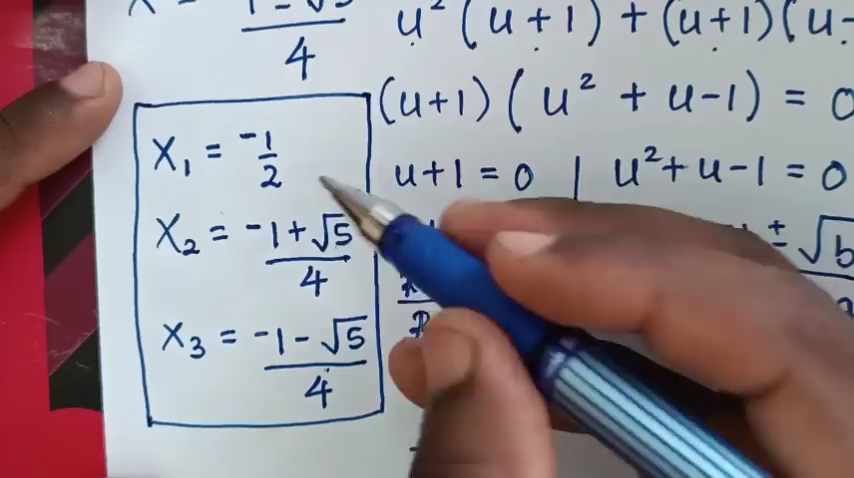 4
X₁ = -1/2
X₂ = -1+√5/4
X₃ = -1-√5/4
u²(u+1) + (u+1)(u-
(u+1)(u² + u-1) = 0
u+1 = 0 | u²+u-1 = 0
± √b